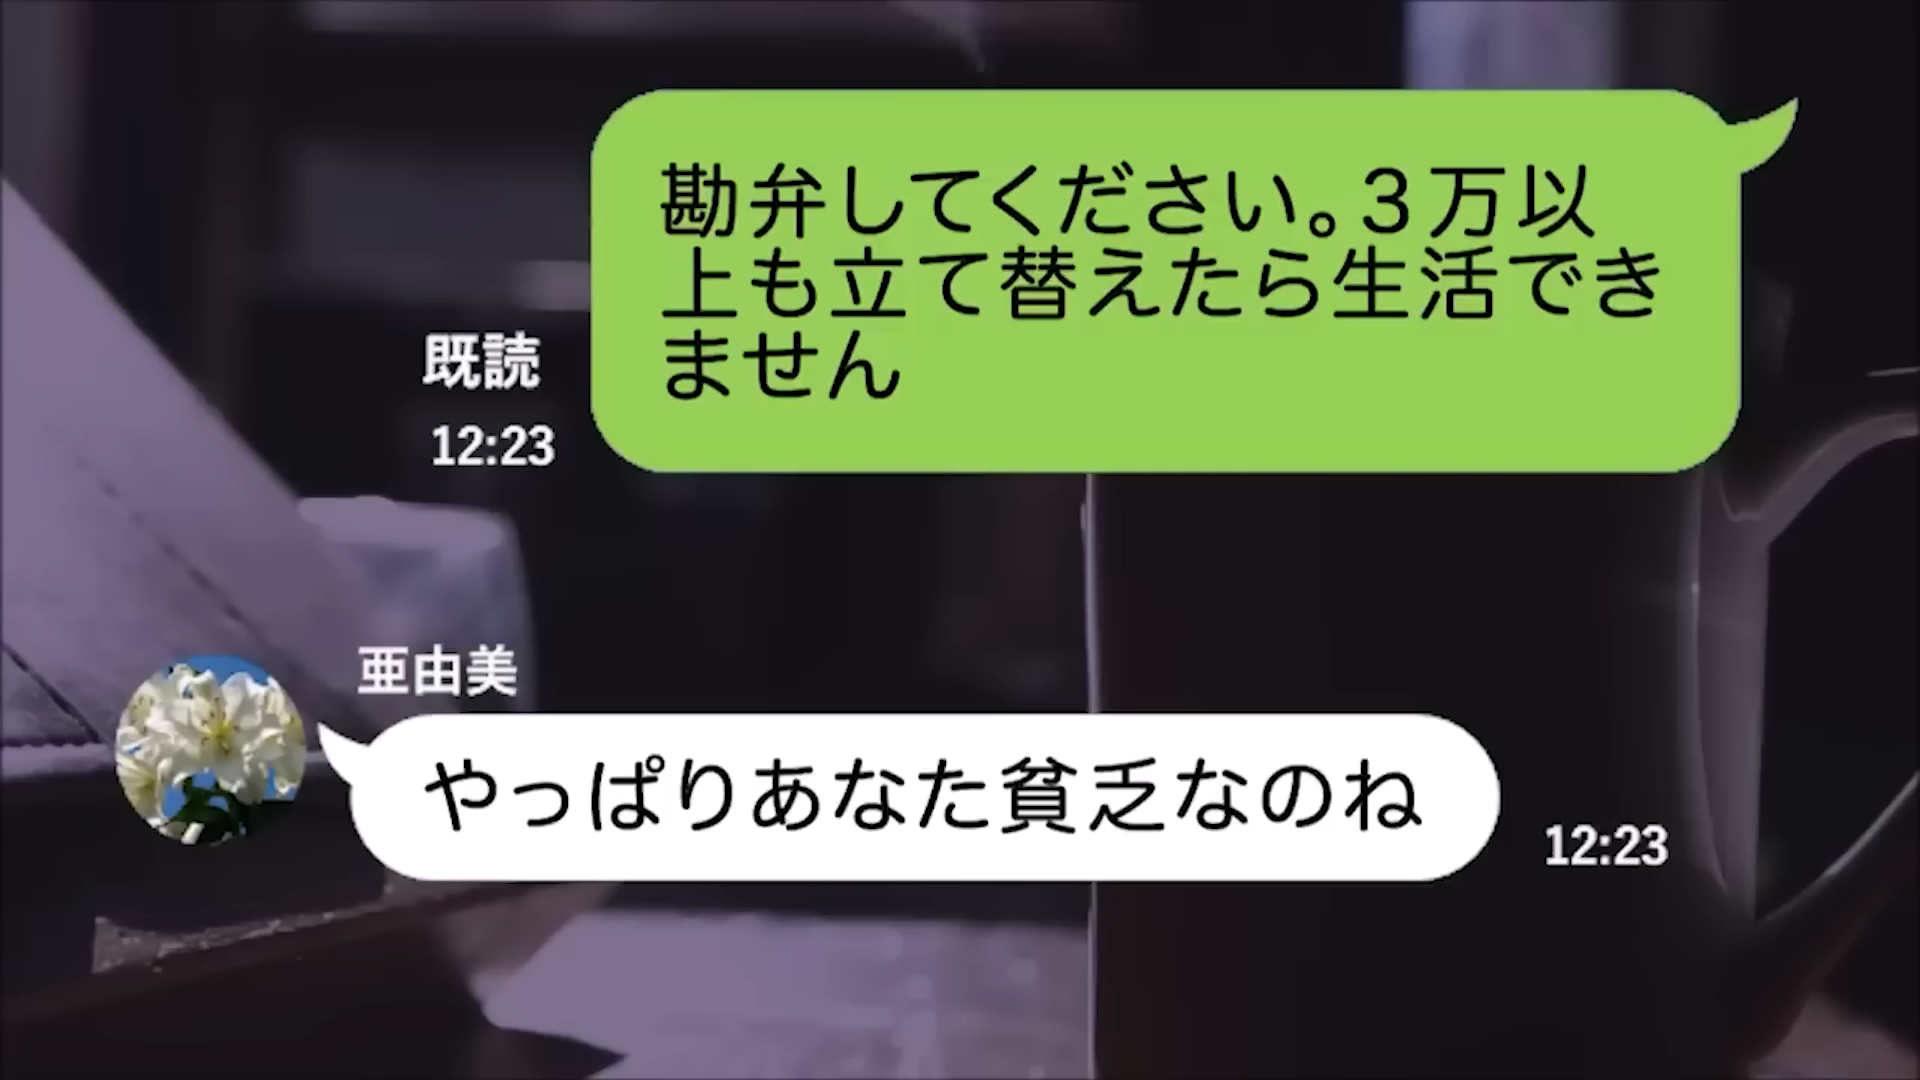 勘弁してください。３万以
上も立て替えたら生活でき
ません
既読
12:23
亜由美
やっぱりあなた貧乏なのね
12:23